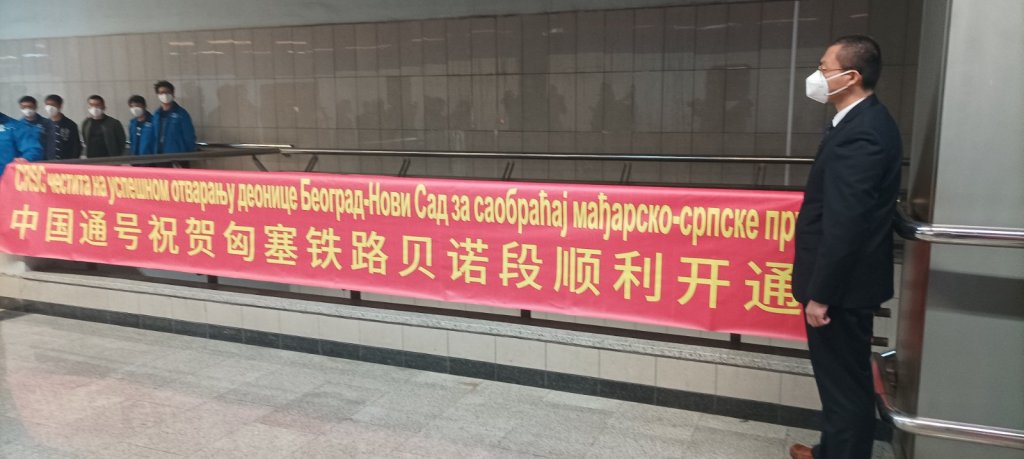 CRSC честита на успешном отварању деонице Београд-Нови Сад за саобраћај мађарско-српске
中国通号祝贺匈塞铁路贝诺段顺利开通